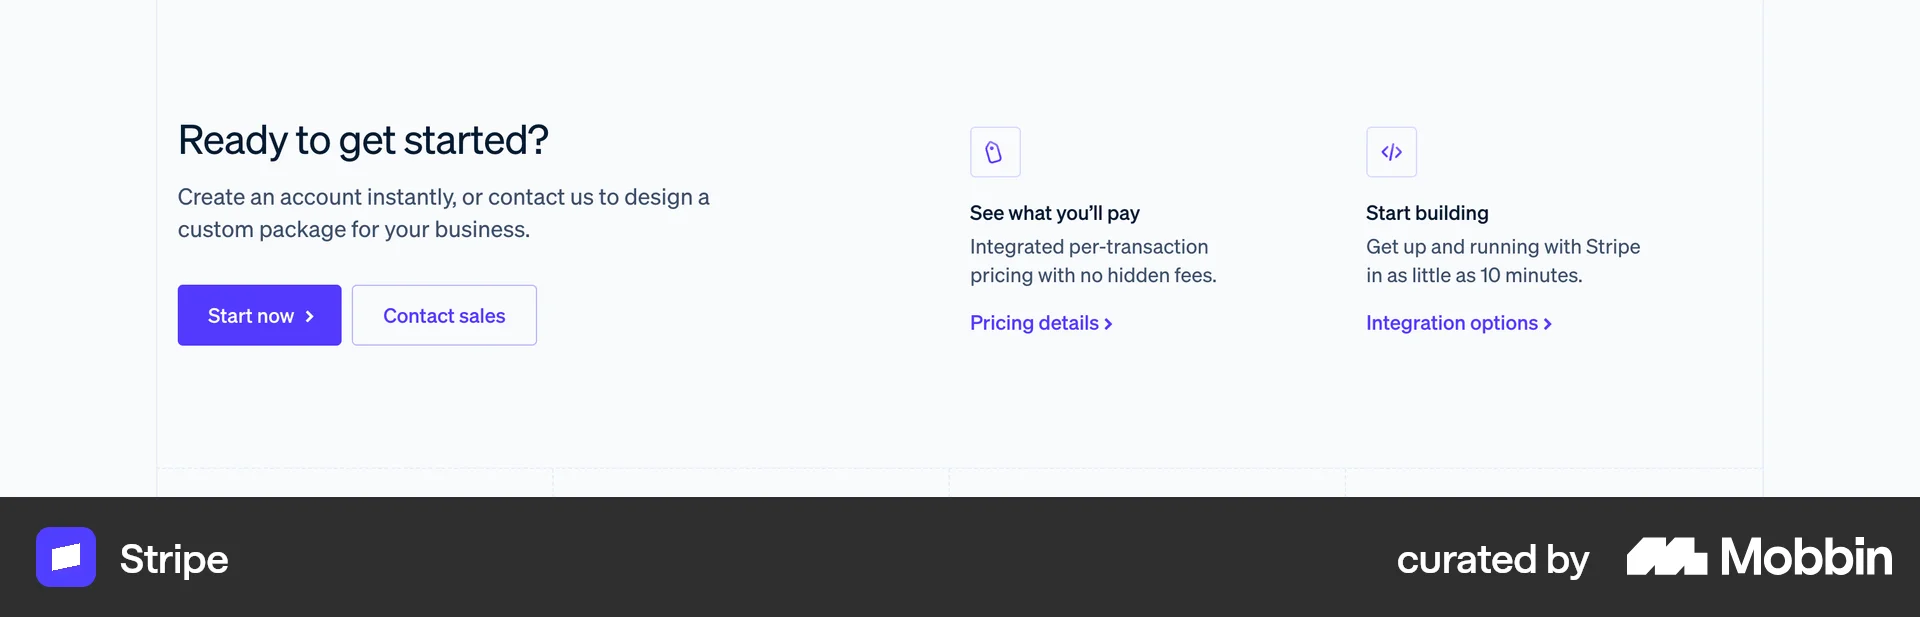 Ready to get started?
Create an account instantly, or contact us to design a
custom package for your business.
Start now
Contact sales
See what you’ll pay
Integrated per-transaction
pricing with no hidden fees.
Pricing details
Start building
Get up and running with Stripe
in as little as 10 minutes.
Integration options
Stripe
curated by
Mobbin